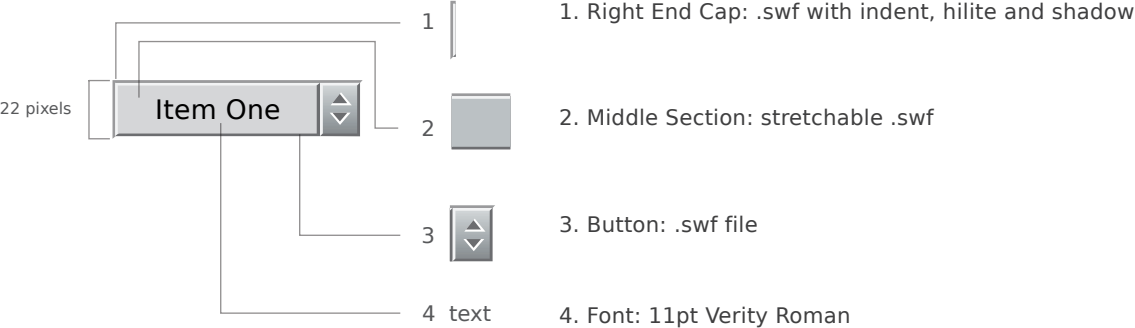 1
1. Right End Cap: .swf with indent, hilite and shadow
22 pixels
Item One
2
2. Middle Section: stretchable .swf
3
3. Button: .swf file
4 text
4. Font: 11pt Verity Roman